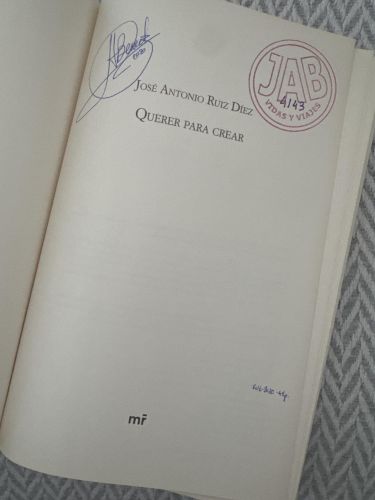 JAB
4143
VIDAS Y VIAJES
JOSÉ ANTONIO RUIZ DÍEZ
QUERER PARA CREAR
mr